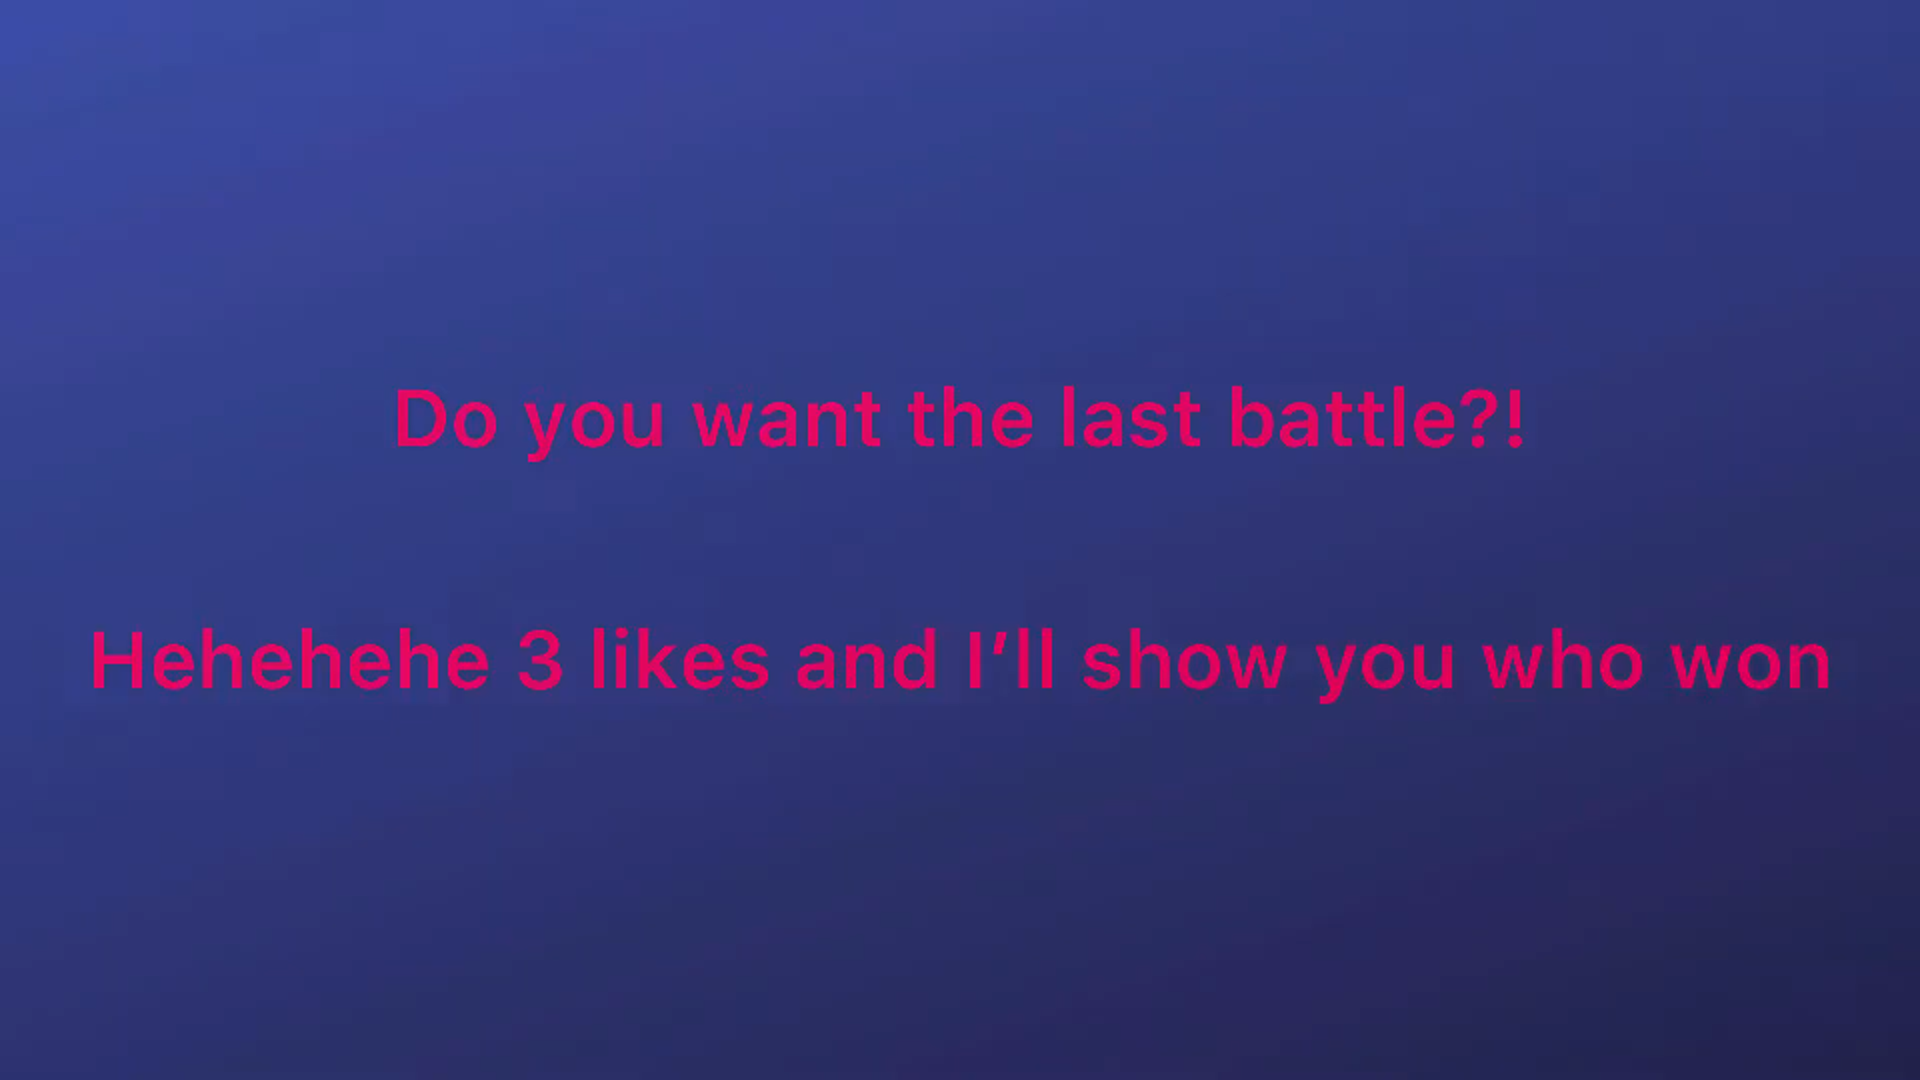 Do you want the last battle?!
Hehehehe 3 likes and I’ll show you who won